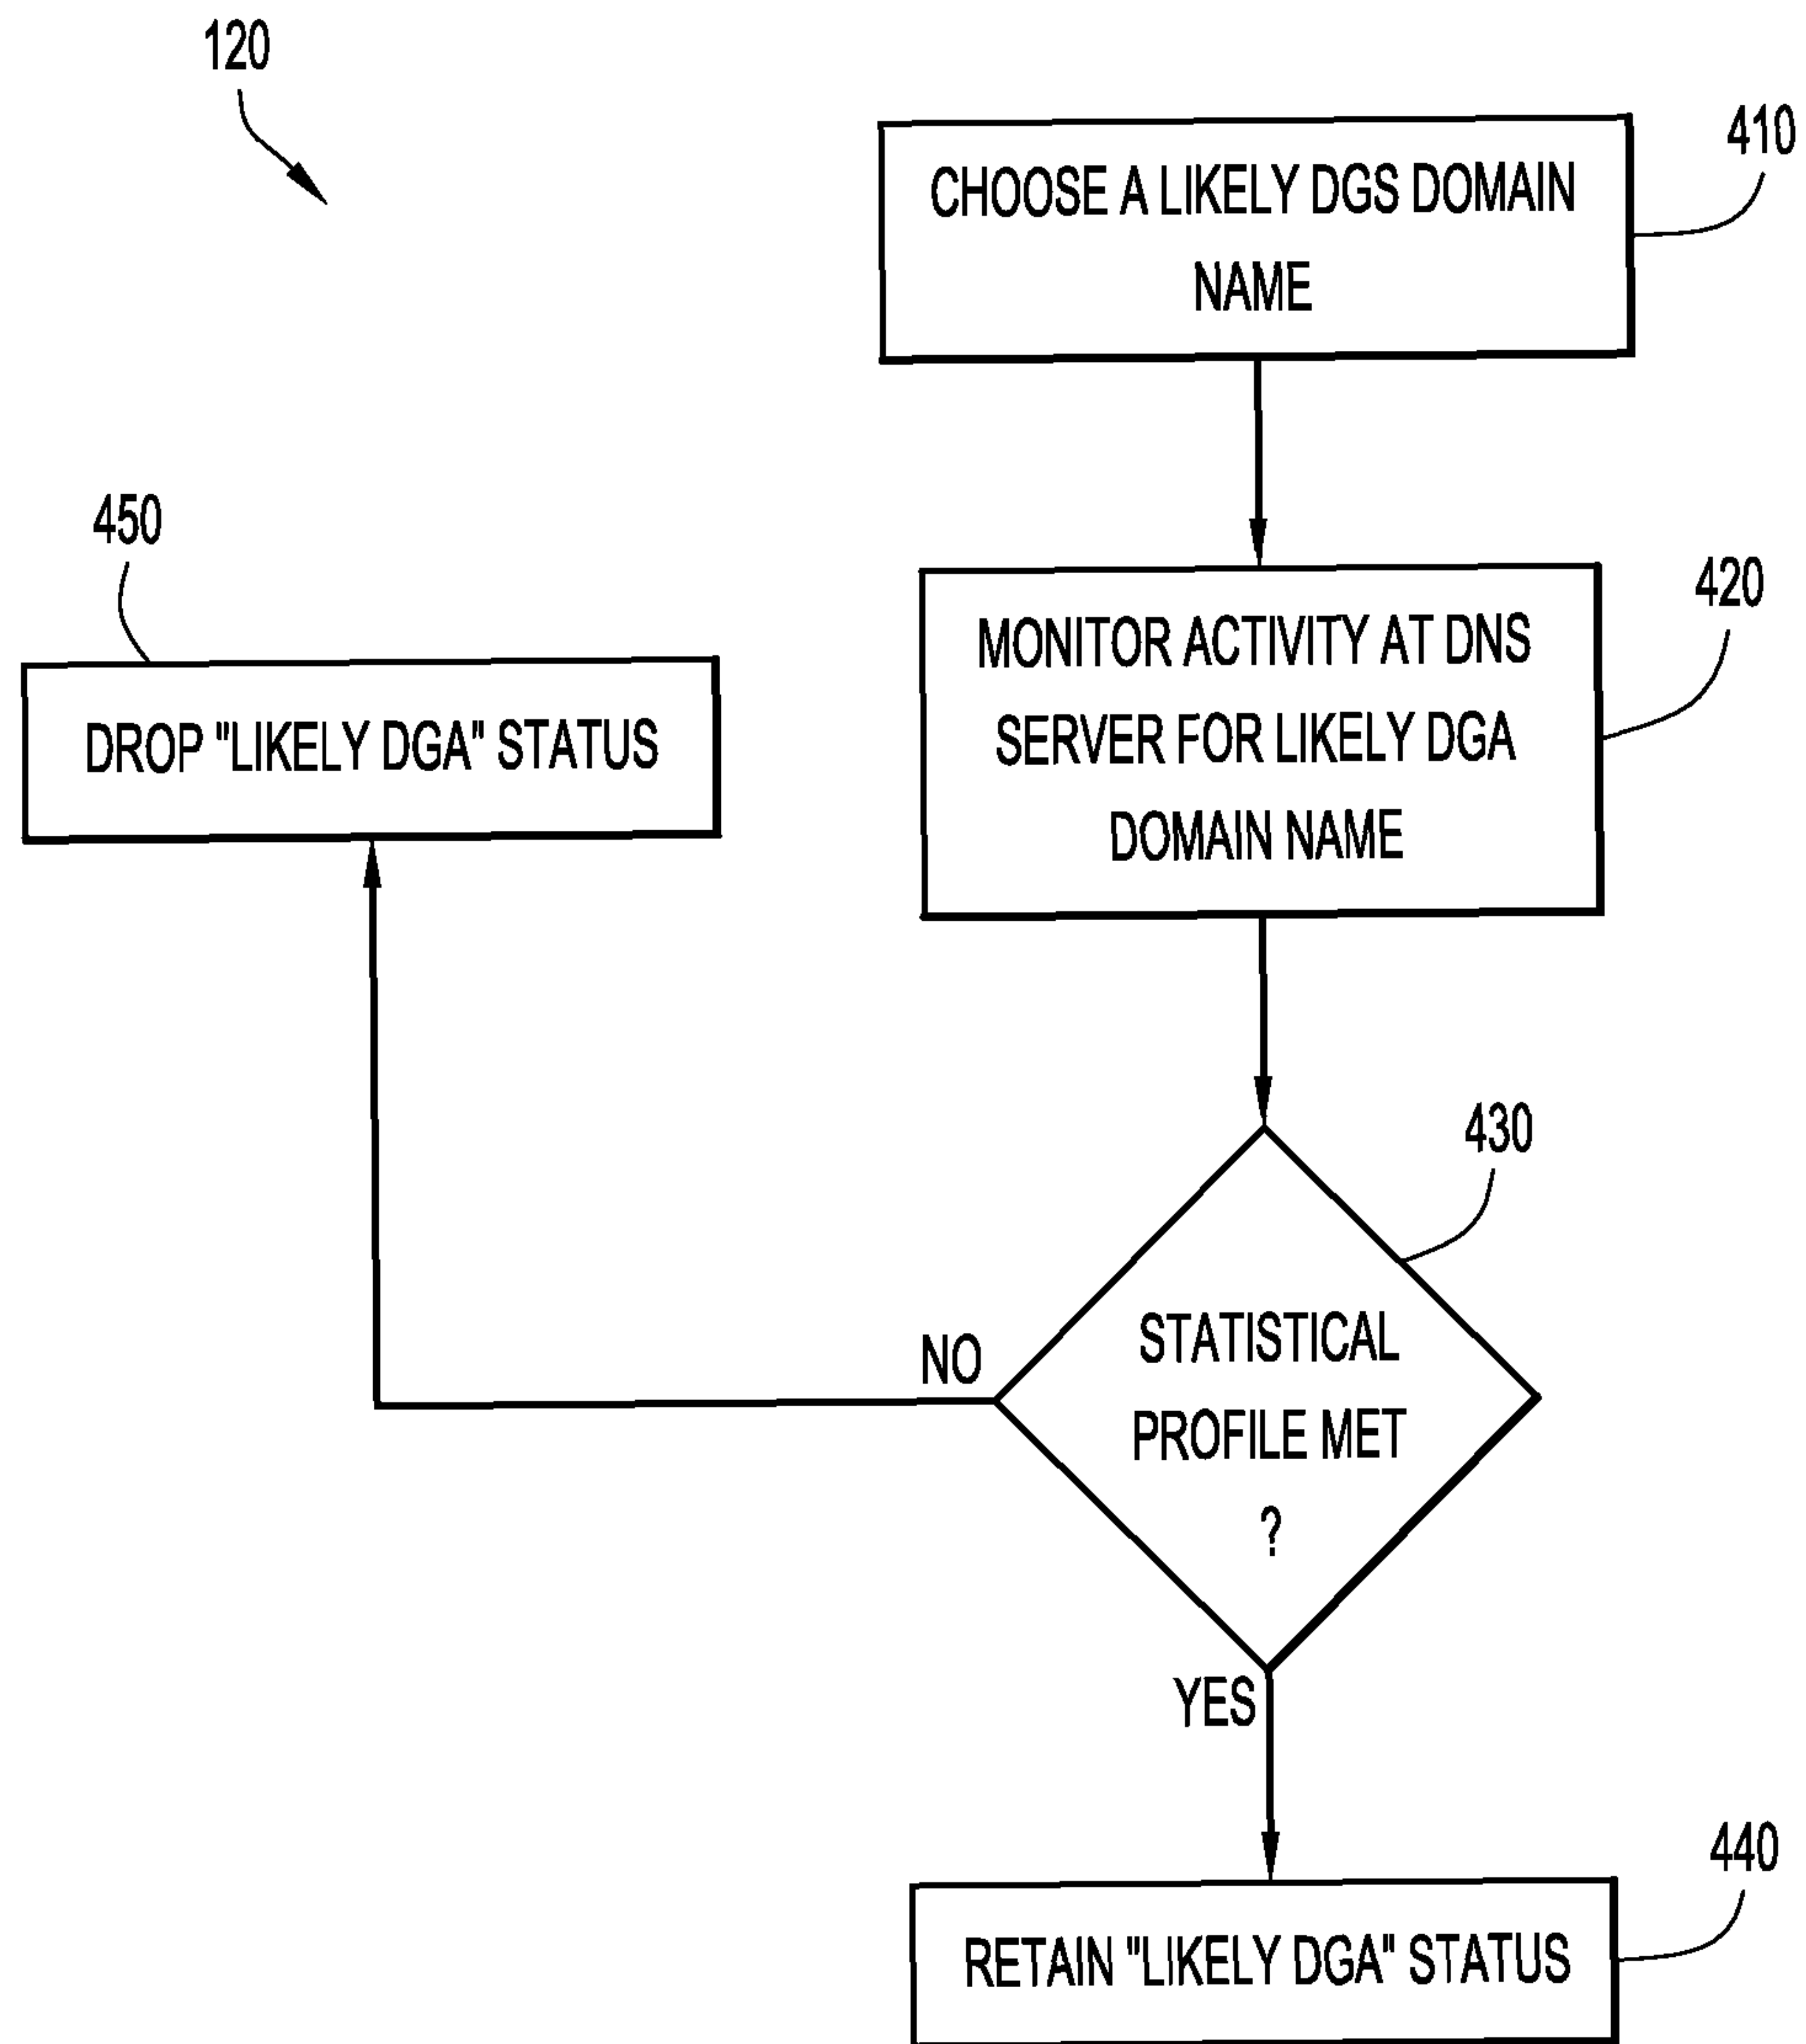 120
410
CHOOSE A LIKELY DGS DOMAIN
NAME
420
MONITOR ACTIVITY AT DNS
SERVER FOR LIKELY DGA
DOMAIN NAME
450
DROP "LIKELY DGA" STATUS
430
STATISTICAL
PROFILE MET
?
NO
YES
440
RETAIN "LIKELY DGA" STATUS